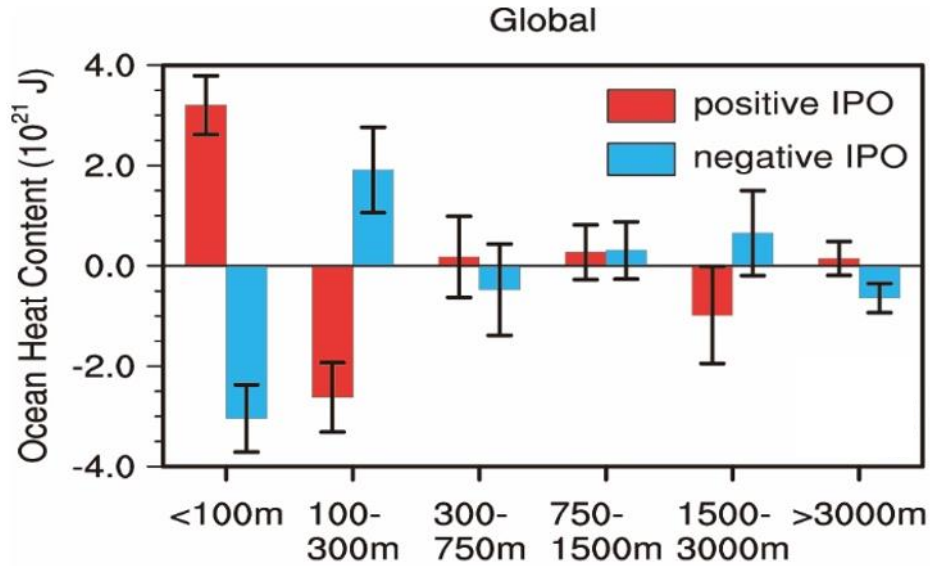 Global
Ocean Heat Content (10²¹ J)
4.0
2.0
0.0
-2.0
-4.0
positive IPO
negative IPO
<100m
100-
300m
300-
750m
750-
1500m
1500-
3000m
>3000m